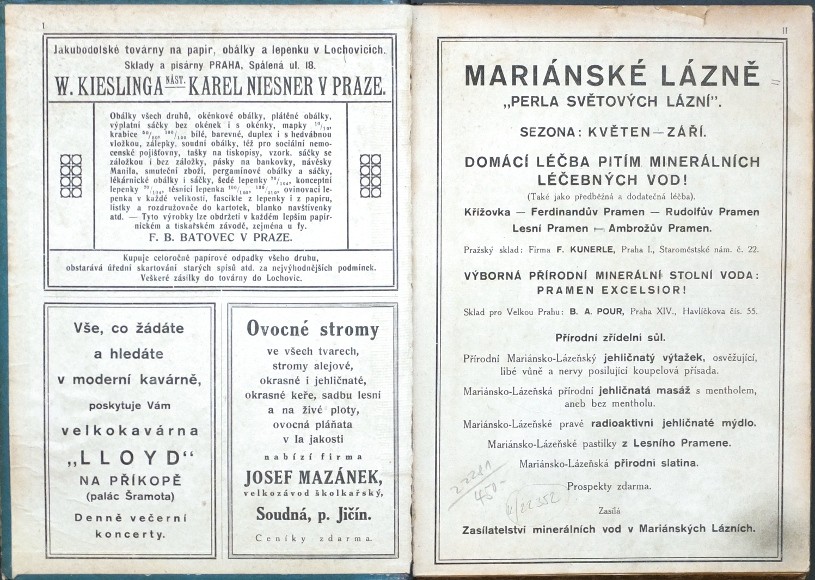 I
Jakubodolské továrny na papír, obálky a lepenku v Lochovicích.
Sklady a písárny PRAHA, Spálená ul. 18.
W. KIESLINGA NÁST. KAREL NIESNER V PRAZE.
Obálky všech druhů, okénkové obálky, plátěné obálky,
výplatní sáčky bez okének i s okénky, mapky
krabice bílé, barevné, duplex i s hedvábnou
vložkou, zálepky, soudní obálky, též pro sociální nemo-
censké pojišťovny, tašky na tiskopisy, vzork. sáčky se
záložkou i bez záložky, pásky na bankovky, návěsky
Manila, smuteční zboží, pergamínové obálky a sáčky,
lékárnické obálky i sáčky, šedé lepenky konceptní
lepenky těsnící lepenka ovinovací le-
penka v každé velikosti, fascikle z lepenky i z papíru,
lístky a rozdružovače do kartotek, blanko navštívenky
atd. — Tyto výrobky lze obdržeti v každém lepším papír-
nickém a tiskařském závodě, zejména u fy.
F. B. BATOVEC V PRAZE.
Kupuje celoročně papírové odpadky všeho druhu,
obstarává úřední skartování starých spisů atd. za nejvýhodnějších podmínek.
Veškeré zásilky do továrny do Lochovic.
Vše, co žádáte
a hledáte
v moderní kavárně,
poskytuje Vám
velkokavárna
„LLOYD“
NA PŘÍKOPĚ
(palác Šramota)
Denně večerní
koncerty.
Ovocné stromy
ve všech tvarech,
stromy alejové,
okrasné i jehličnaté,
okrasné keře, sadbu lesní
a na živé ploty,
ovocná pláňata
v Ia jakosti
nabízí firma
JOSEF MAZÁNEK,
velkozávod školkařský,
Soudná, p. Jičín.
Ceníky zdarma.
II
MARIÁNSKÉ LÁZNĚ
„PERLA SVĚTOVÝCH LÁZNÍ“.
SEZONA: KVĚTEN — ZÁŘÍ.
DOMÁCÍ LÉČBA PITÍM MINERÁLNÍCH
LÉČEBNÝCH VOD!
(Také jako předběžná a dodatečná léčba).
Křížovka — Ferdinandův Pramen — Rudolfův Pramen
Lesní Pramen — Ambrožův Pramen.
Pražský sklad: Firma F. KUNERLE, Praha I., Staroměstské nám. č. 22.
VÝBORNÁ PŘÍRODNÍ MINERÁLNÍ STOLNÍ VODA:
PRAMEN EXCELSIOR!
Sklad pro Velkou Prahu: B. A. POUR, Praha XIV., Havlíčkova čís. 55.
Přírodní zřídelní sůl.
Přírodní Mariánsko-Lázeňský jehličnatý výtažek, osvěžující,
libé vůně a nervy posilující koupelová přísada.
Mariánsko-Lázeňská přírodní jehličnatá masáž s mentholem,
aneb bez mentholu.
Mariánsko-Lázeňské pravé radioaktivní jehličnaté mýdlo.
Mariánsko-Lázeňské pastilky z Lesního Pramene.
Mariánsko-Lázeňská přírodní slatina.
Prospekty zdarma.
450-
Zasílá
Zasílatelství minerálních vod v Mariánských Lázních.